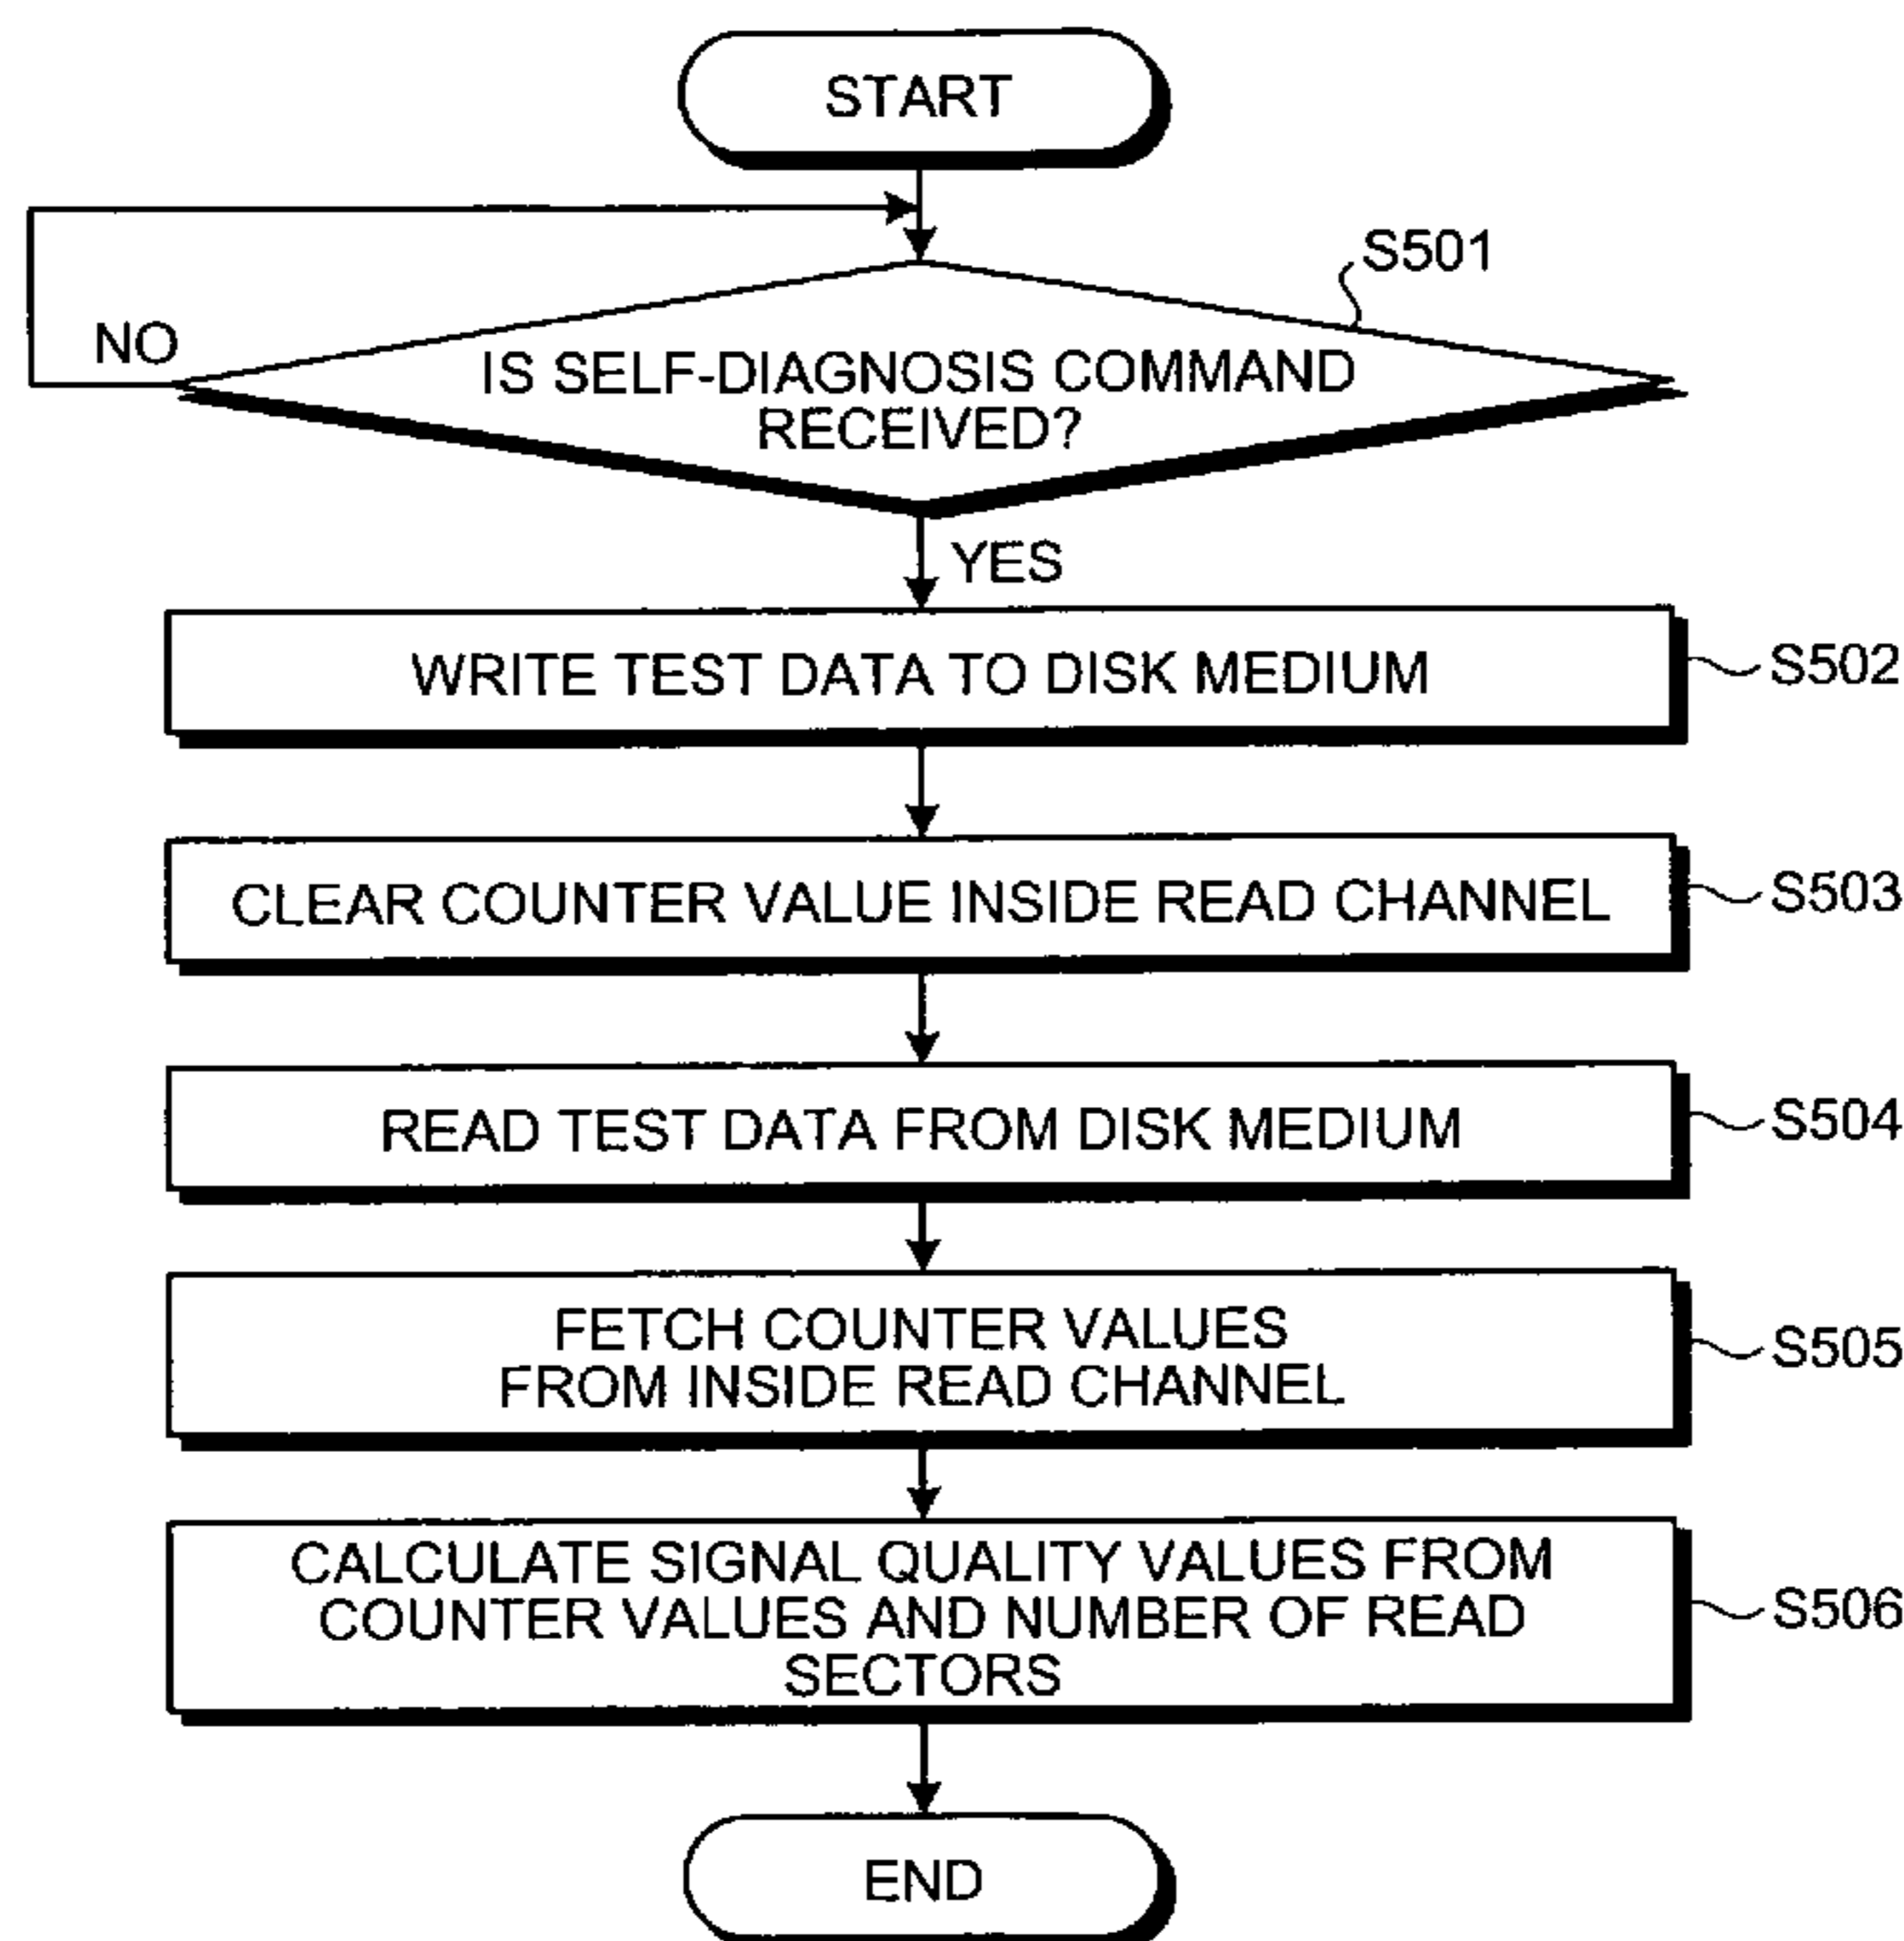 START
S501
NO
IS SELF-DIAGNOSIS COMMAND
RECEIVED?
YES
WRITE TEST DATA TO DISK MEDIUM
S502
CLEAR COUNTER VALUE INSIDE READ CHANNEL
S503
READ TEST DATA FROM DISK MEDIUM
S504
FETCH COUNTER VALUES
FROM INSIDE READ CHANNEL
S505
CALCULATE SIGNAL QUALITY VALUES FROM
COUNTER VALUES AND NUMBER OF READ
SECTORS
S506
END